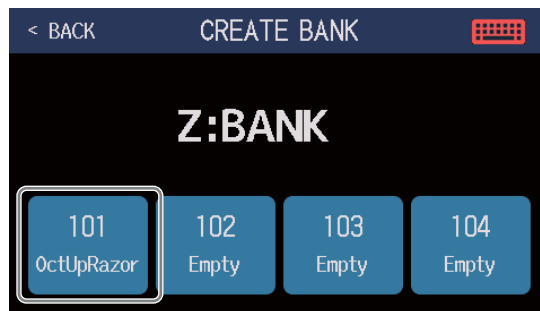 < BACK CREATE BANK
Z:BANK
101 102 103 104
OctUpRazor Empty Empty Empty